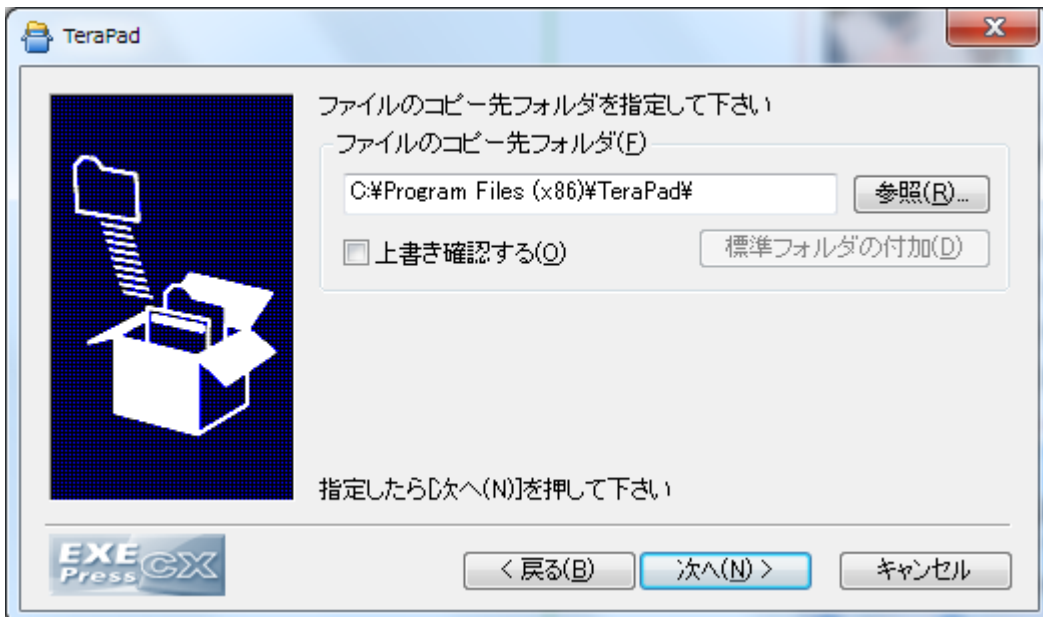 TeraPad
ファイルのコピー先フォルダを指定して下さい
ファイルのコピー先フォルダ(F)
C:¥Program Files (x86)¥TeraPad¥
参照(R)...
上書き確認する(O)
標準フォルダの付加(D)
指定したら[次へ(N)]を押して下さい
EXE
Press CX
< 戻る(B)
次へ(N) >
キャンセル